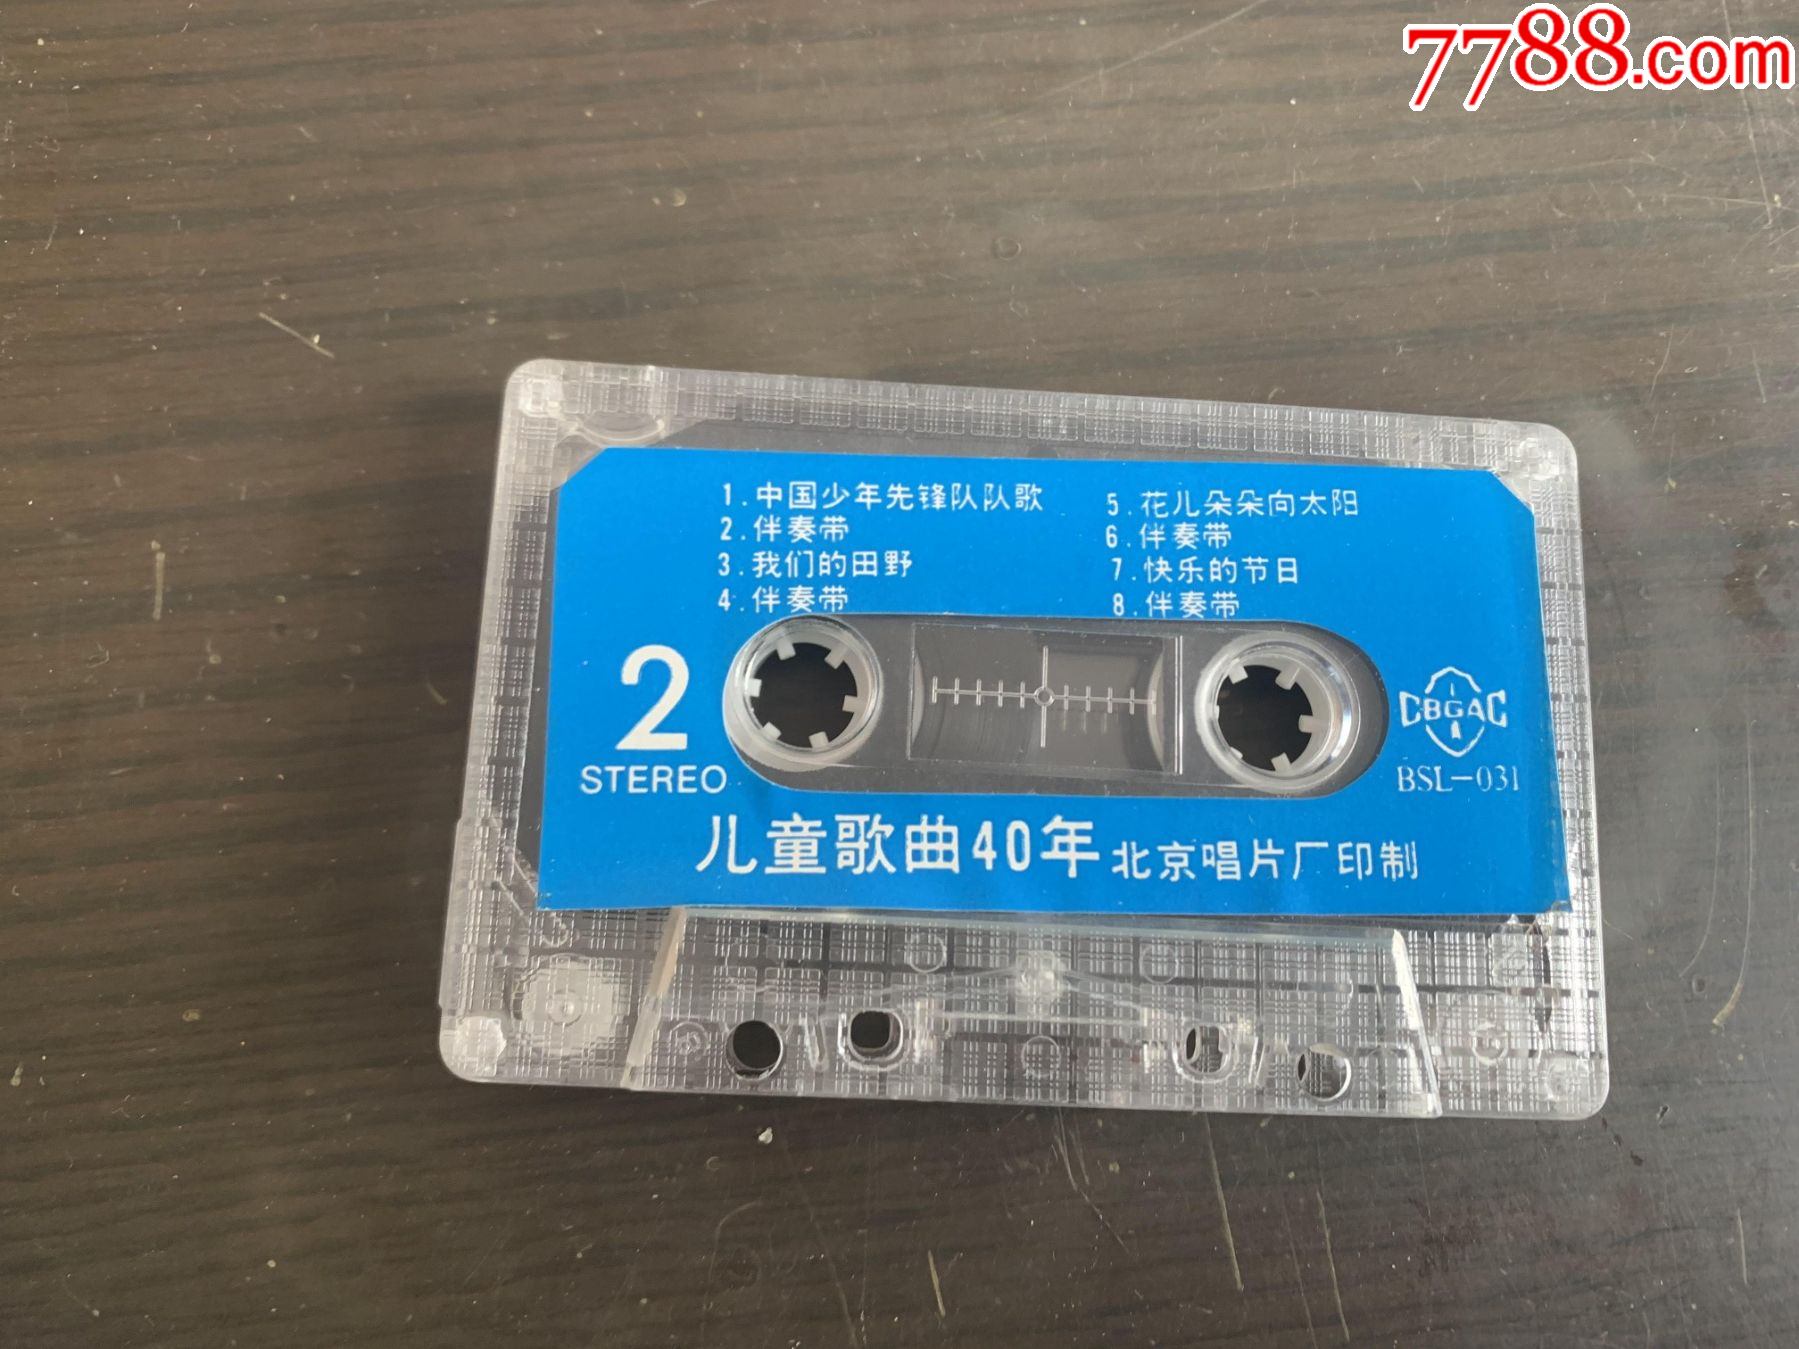 7788.com
1.中国少年先锋队队歌
2.伴奏带
3.我们的田野
4.伴奏带
5.花儿朵朵向太阳
6.伴奏带
7.快乐的节日
8.伴奏带
2
STEREO
CBGAC
BSL-031
儿童歌曲40年 北京唱片厂印制